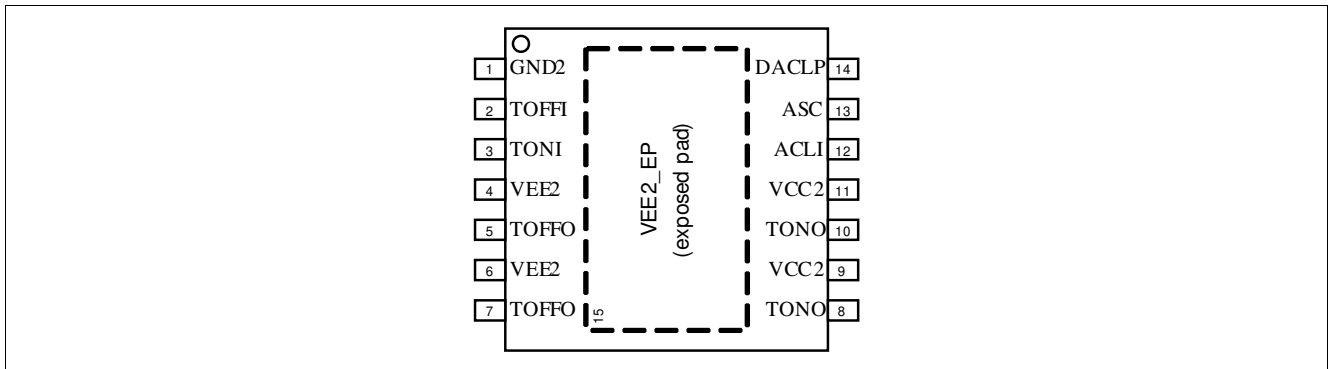 1 GND2
2 TOFFI
3 TONI
4 VEE2
5 TOFFO
6 VEE2
7 TOFFO
VEE2_EP
(exposed pad)
15
DACLP 14
ASC 13
ACLI 12
VCC2 11
TONO 10
VCC2 9
TONO 8